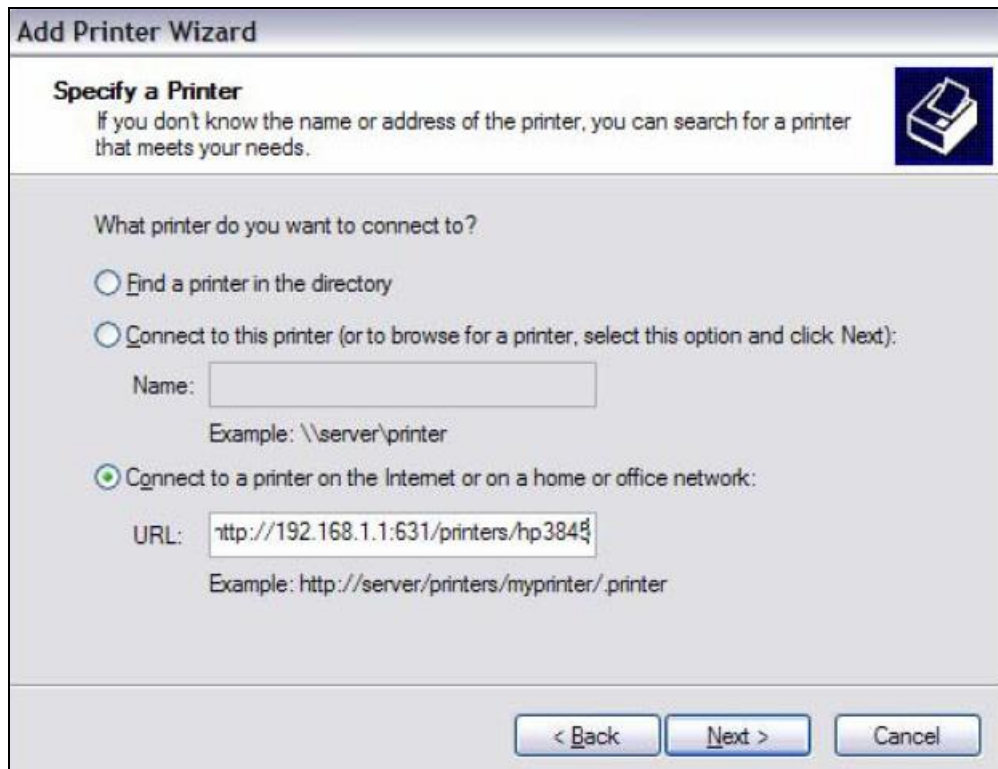 Add Printer Wizard
Specify a Printer
If you don't know the name or address of the printer, you can search for a printer
that meets your needs.
What printer do you want to connect to?
Find a printer in the directory
Connect to this printer (or to browse for a printer, select this option and click Next):
Name:
Example: \\server\printer
Connect to a printer on the Internet or on a home or office network:
URL: http://192.168.1.1:631/printers/hp3845
Example: http://server/printers/myprinter/.printer
< Back Next > Cancel